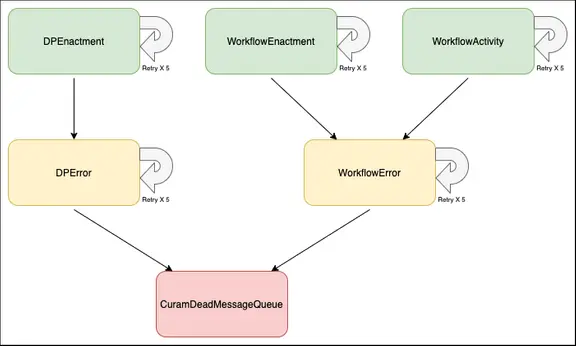 DPEnactment
Retry X 5
WorkflowEnactment
Retry X 5
WorkflowActivity
Retry X 5
DPError
Retry X 5
WorkflowError
Retry X 5
CuramDeadMessageQueue